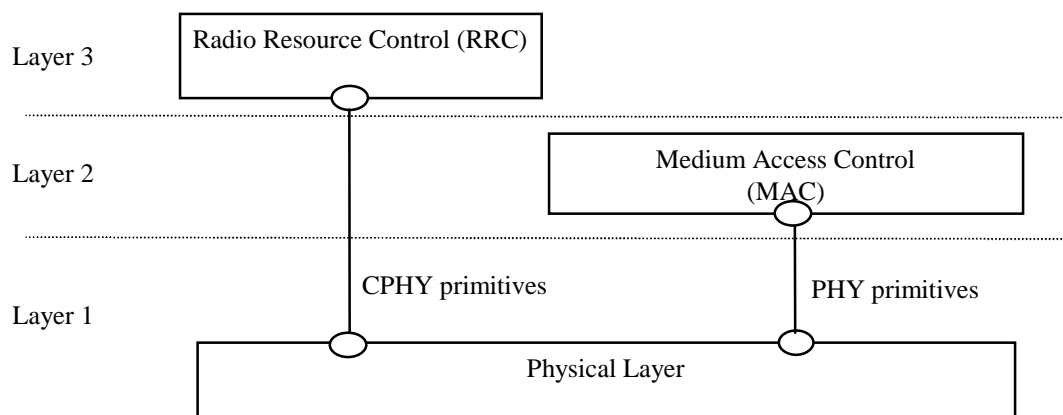 Radio Resource Control (RRC)
Layer 3
Medium Access Control
(MAC)
Layer 2
CPHY primitives
PHY primitives
Layer 1
Physical Layer